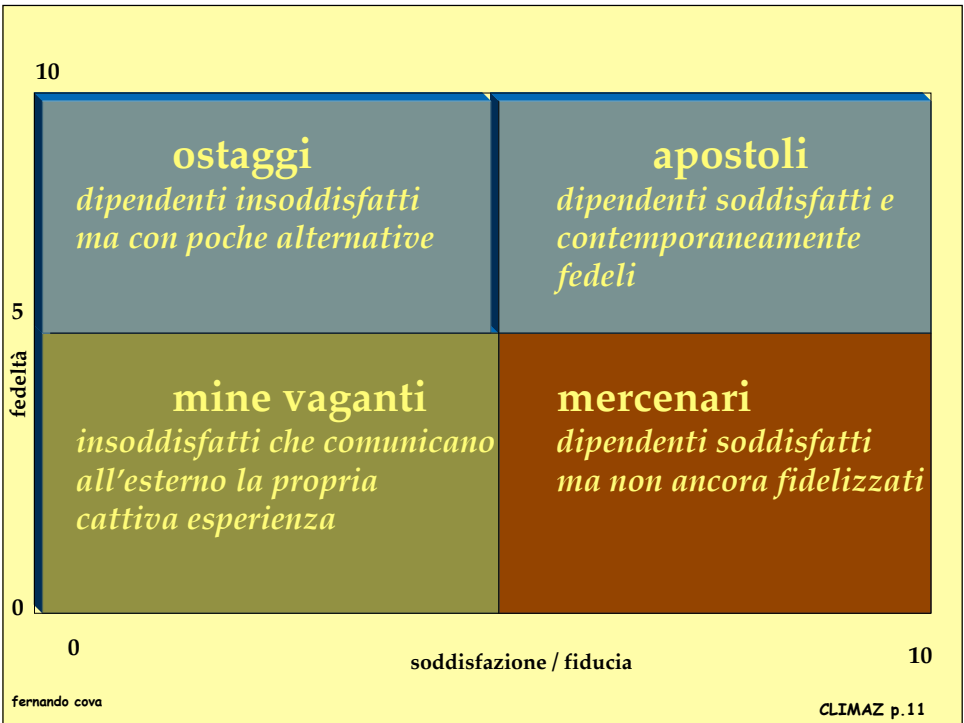 10
ostaggi
dipendenti insoddisfatti
ma con poche alternative
apostoli
dipendenti soddisfatti e
contemporaneamente
fedeli
5
fedeltà
mine vaganti
insoddisfatti che comunicano
all'esterno la propria
cattiva esperienza
mercenari
dipendenti soddisfatti
ma non ancora fidelizzati
0
0
soddisfazione / fiducia
10
fernando cova
CLIMAZ p.11